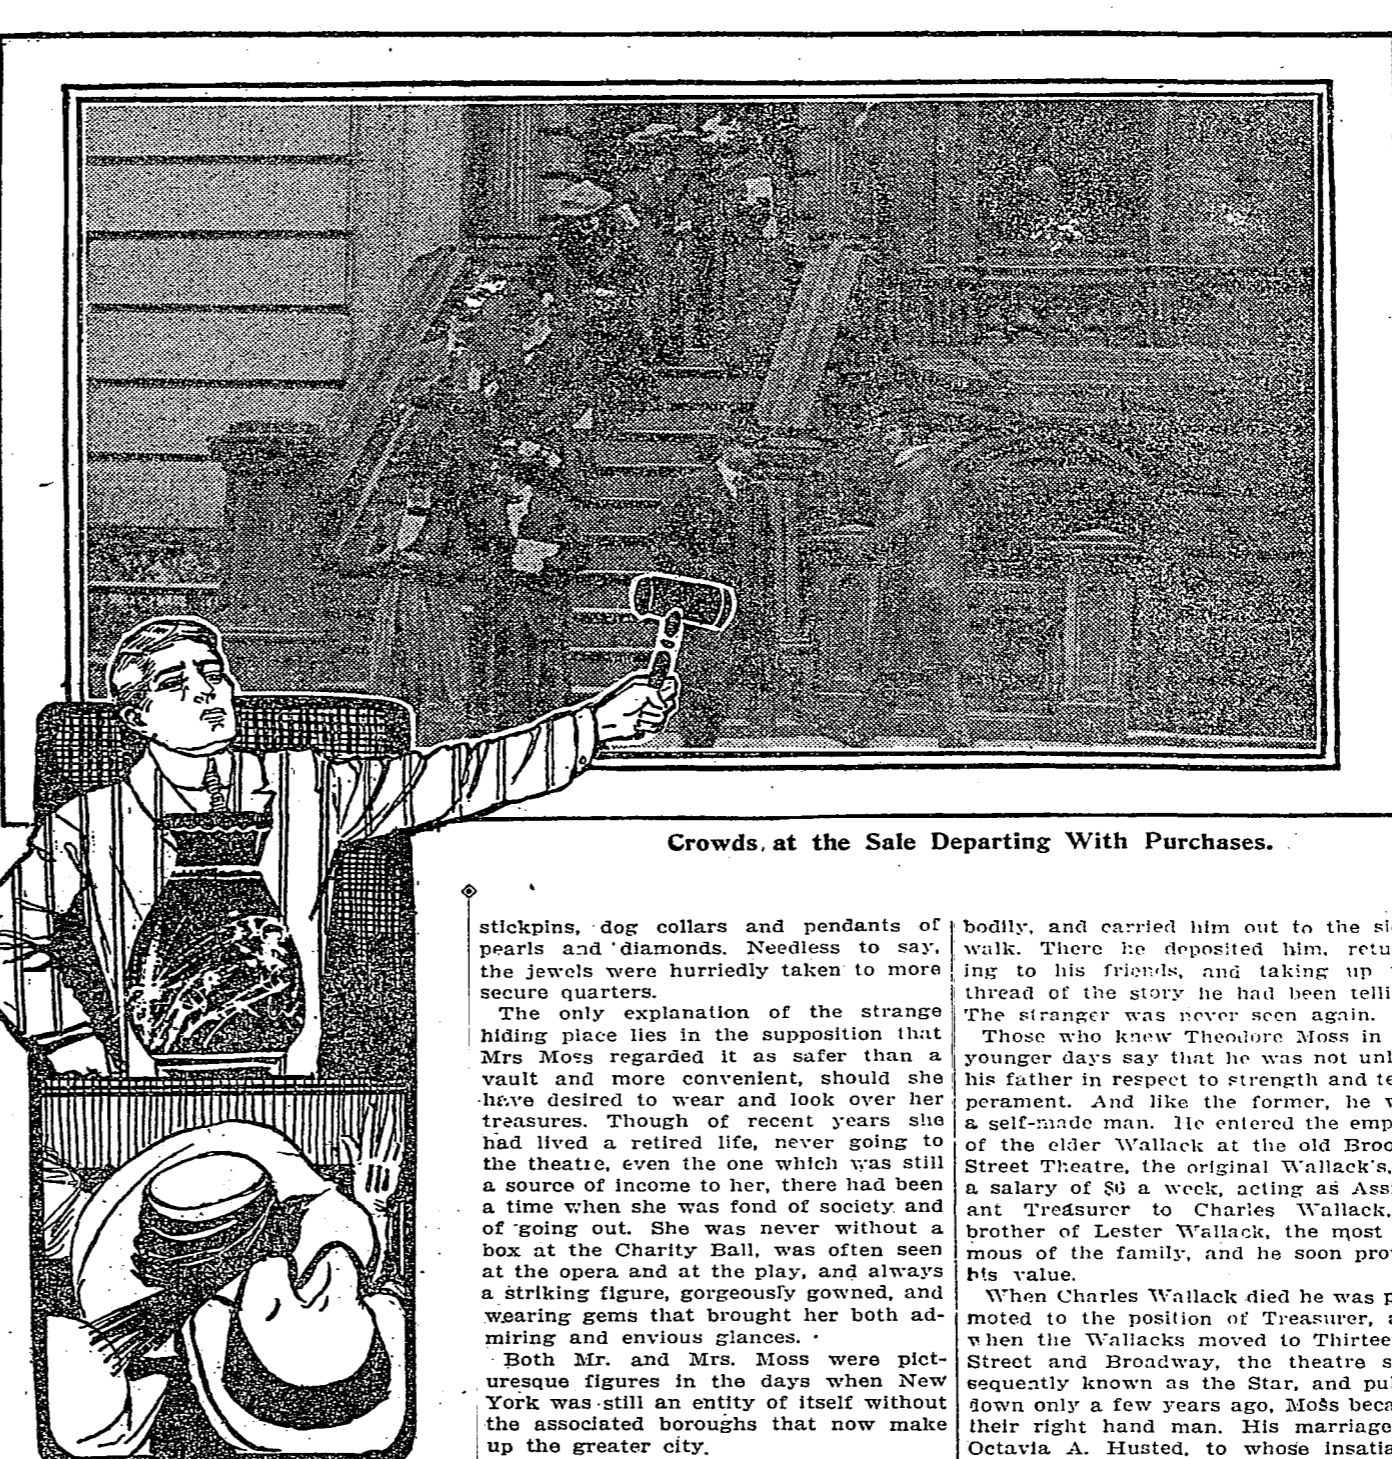 Crowds at the Sale Departing With Purchases.
stickpins, dog collars and pendants of
pearls and diamonds. Needless to say,
the jewels were hurriedly taken to more
secure quarters.
The only explanation of the strange
hiding place lies in the supposition that
Mrs Moss regarded it as safer than a
vault and more convenient, should she
have desired to wear and look over her
treasures. Though of recent years she
had lived a retired life, never going to
the theatre, even the one which was still
a source of income to her, there had been
a time when she was fond of society and
of going out. She was never without a
box at the Charity Ball, was often seen
at the opera and at the play, and always
a striking figure, gorgeously gowned, and
wearing gems that brought her both ad-
miring and envious glances.
Both Mr. and Mrs. Moss were pict-
uresque figures in the days when New
York was still an entity of itself without
the associated boroughs that now make
up the greater city.
bodily, and carried him out to the si
walk. There he deposited him, retu
ing to his friends, and taking up
thread of the story he had been telli
The stranger was never seen again.
Those who knew Theodore Moss in
younger days say that he was not unl
his father in respect to strength and te
perament. And like the former, he
a self-made man. He entered the emp
of the elder Wallack at the old Broo
Street Theatre, the original Wallack's,
a salary of $6 a week, acting as Ass
ant Treasurer to Charles Wallack,
brother of Lester Wallack, the most
mous of the family, and he soon pro
his value.
When Charles Wallack died he was p
moted to the position of Treasurer, a
when the Wallacks moved to Thirtee
Street and Broadway, the theatre s
sequently known as the Star, and pul
down only a few years ago, Moss beca
their right hand man. His marriage
Octavia A. Husted, to whose insatia